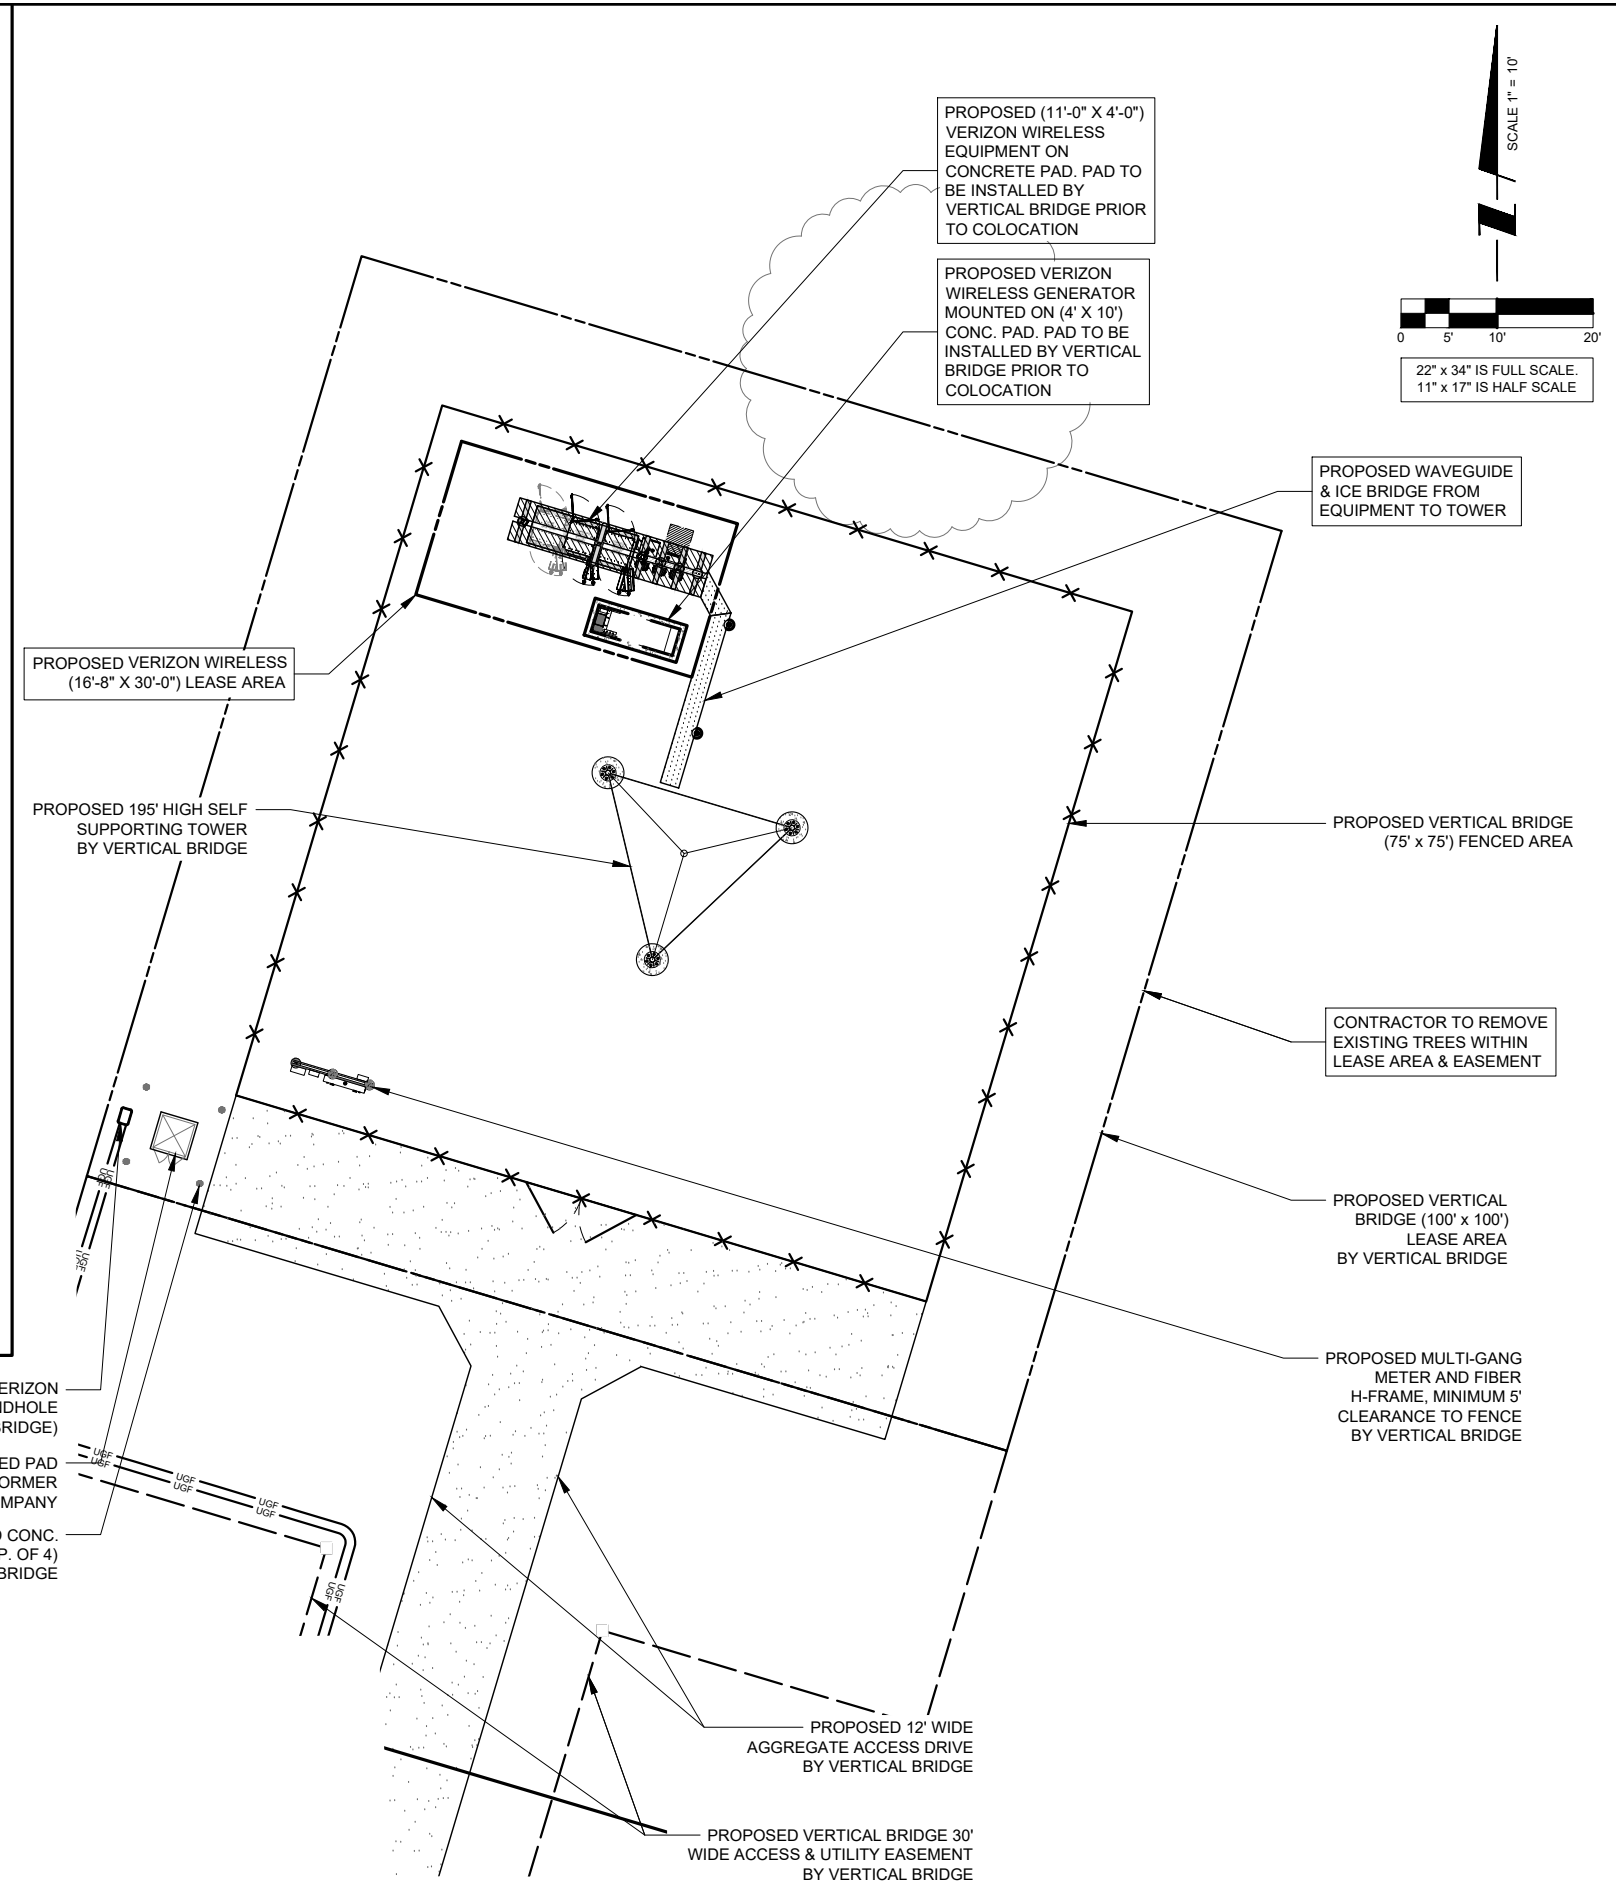 PROPOSED (11'-0" X 4'-0")
VERIZON WIRELESS
EQUIPMENT ON
CONCRETE PAD. PAD TO
BE INSTALLED BY
VERTICAL BRIDGE PRIOR
TO COLOCATION
SCALE 1" = 10'
PROPOSED VERIZON
WIRELESS GENERATOR
MOUNTED ON (4' X 10')
CONC. PAD. PAD TO BE
INSTALLED BY VERTICAL
BRIDGE PRIOR TO
COLOCATION
0 5' 10' 20'
22" x 34" IS FULL SCALE.
11" x 17" IS HALF SCALE
PROPOSED WAVEGUIDE
& ICE BRIDGE FROM
EQUIPMENT TO TOWER
PROPOSED VERIZON WIRELESS
(16'-8" X 30'-0") LEASE AREA
PROPOSED 195' HIGH SELF
SUPPORTING TOWER
BY VERTICAL BRIDGE
PROPOSED VERTICAL BRIDGE
(75' x 75') FENCED AREA
CONTRACTOR TO REMOVE
EXISTING TREES WITHIN
LEASE AREA & EASEMENT
PROPOSED VERTICAL
BRIDGE (100' x 100')
LEASE AREA
BY VERTICAL BRIDGE
PROPOSED MULTI-GANG
METER AND FIBER
H-FRAME, MINIMUM 5'
CLEARANCE TO FENCE
BY VERTICAL BRIDGE
UGF
UGF
UGF
ERIZON
NDHOLE
BRIDGE)
ED PAD
ORMER
MPANY
CONC.
P. OF 4)
BRIDGE
UGF
UGF
UGF
UGF
UGF
UGF
UGF
UGF
PROPOSED 12' WIDE
AGGREGATE ACCESS DRIVE
BY VERTICAL BRIDGE
PROPOSED VERTICAL BRIDGE 30'
WIDE ACCESS & UTILITY EASEMENT
BY VERTICAL BRIDGE